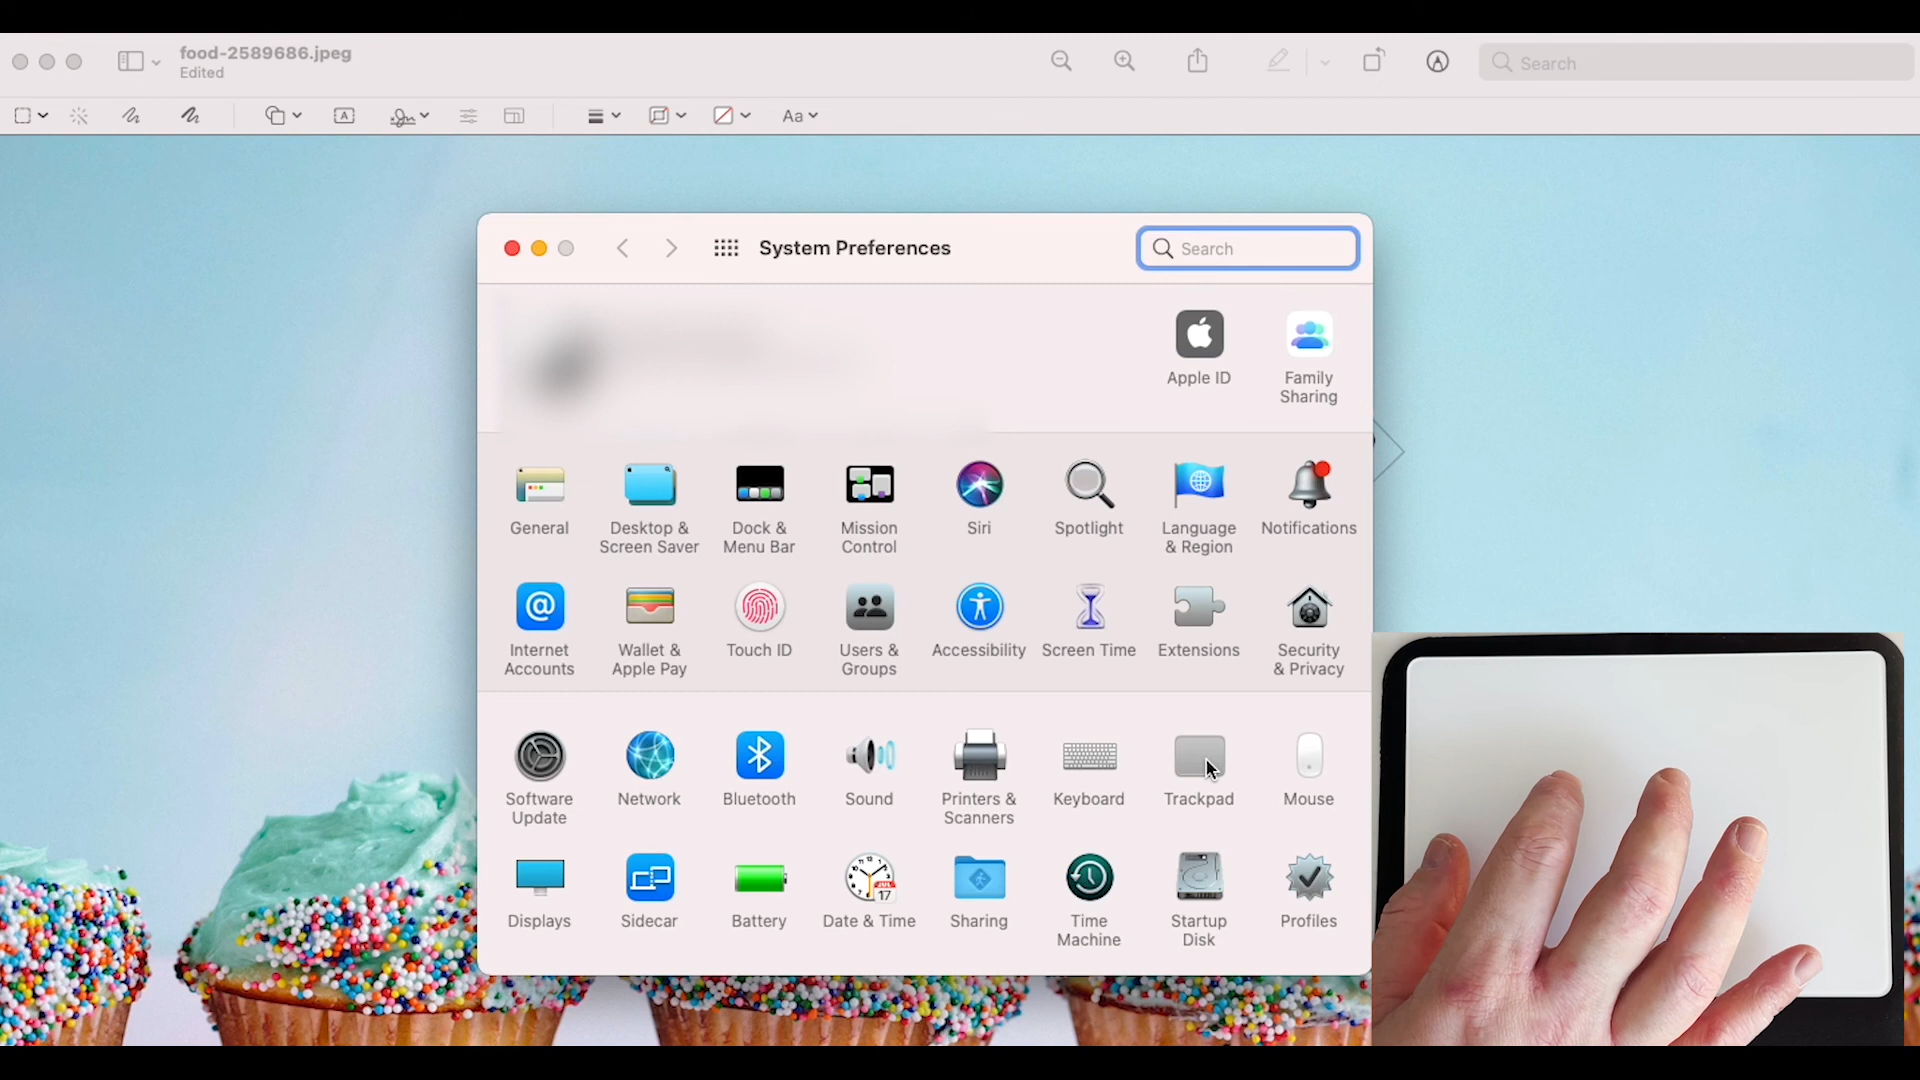 food-2589686.jpeg
Edited
Search
A
Aa
System Preferences
Search
Apple ID
Family
Sharing
General
Desktop &
Screen Saver
Dock &
Menu Bar
Mission
Control
Siri
Spotlight
Language
& Region
Notifications
@
Internet
Accounts
Wallet &
Apple Pay
Touch ID
Users &
Groups
Accessibility
Screen Time
Extensions
Security
& Privacy
Software
Update
Network
Bluetooth
Sound
Printers &
Scanners
Keyboard
Trackpad
Mouse
JUL
17
Displays
Sidecar
Battery
Date & Time
Sharing
Time
Machine
Startup
Disk
Profiles